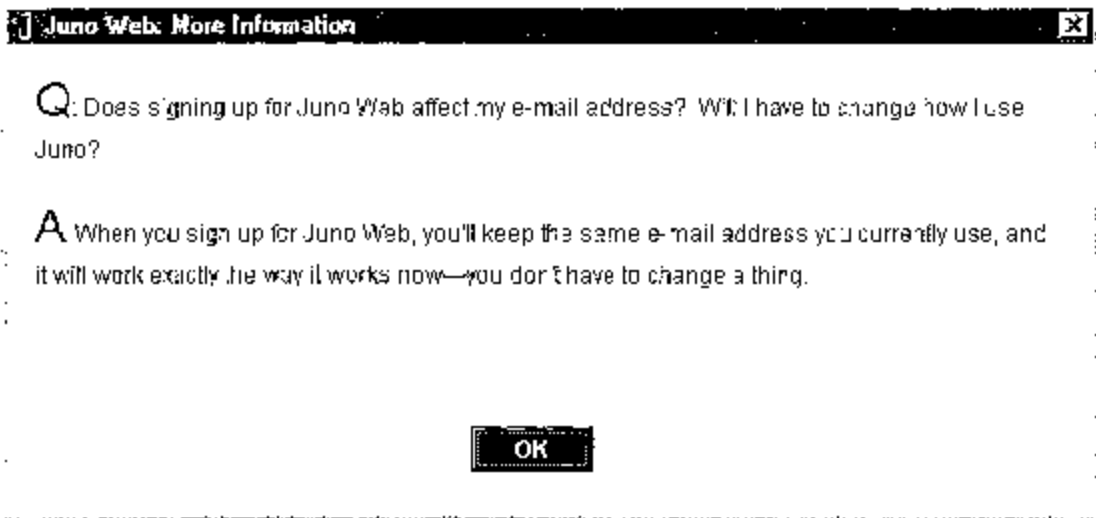 Juno Web: More Information
Q: Does signing up for Juno Web affect my e-mail address? Will I have to change how I use
Juno?
A When you sign up for Juno Web, you'll keep the same e-mail address you currently use, and
it will work exactly the way it works now—you don't have to change a thing.
OK